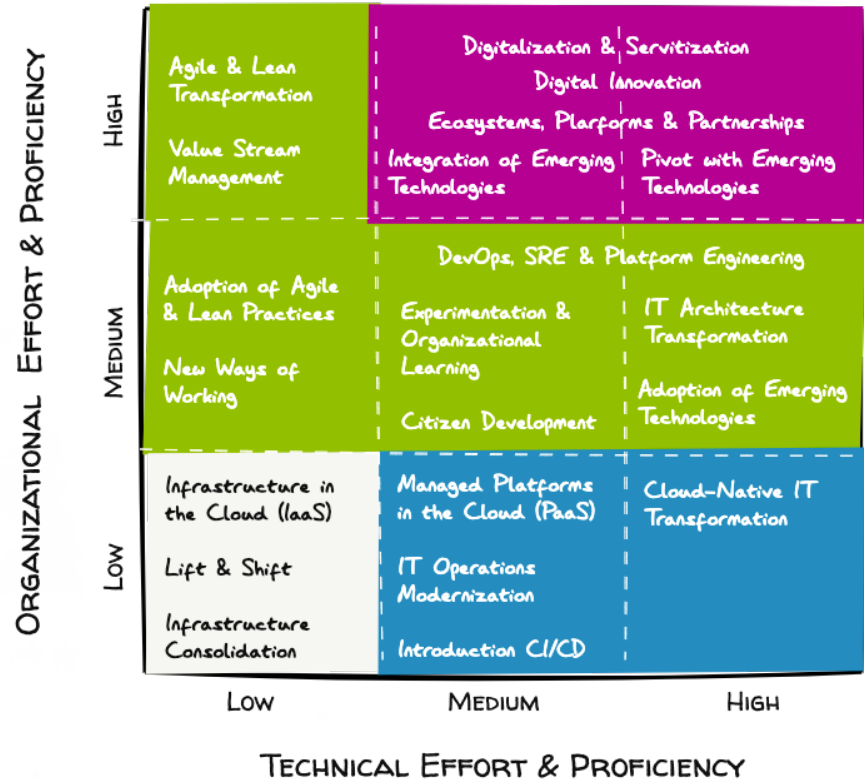 ORGANIZATIONAL EFFORT & PROFICIENCY
HIGH
Agile & Lean
Transformation
Value Stream
Management
Digitalization & Servitization
Digital Innovation
Ecosystems, Plarforms & Partnerships
Integration of Emerging
Technologies
Pivot with Emerging
Technologies
MEDIUM
Adoption of Agile
& Lean Practices
New Ways of
Working
DevOps, SRE & Platform Engineering
Experimentation &
Organizational
Learning
Citizen Development
IT Architecture
Transformation
Adoption of Emerging
Technologies
LOW
Infrastructure in
the Cloud (IaaS)
Lift & Shift
Infrastructure
Consolidation
Managed Platforms
in the Cloud (PaaS)
IT Operations
Modernization
Introduction CI/CD
Cloud-Native IT
Transformation
LOW
MEDIUM
HIGH
TECHNICAL EFFORT & PROFICIENCY